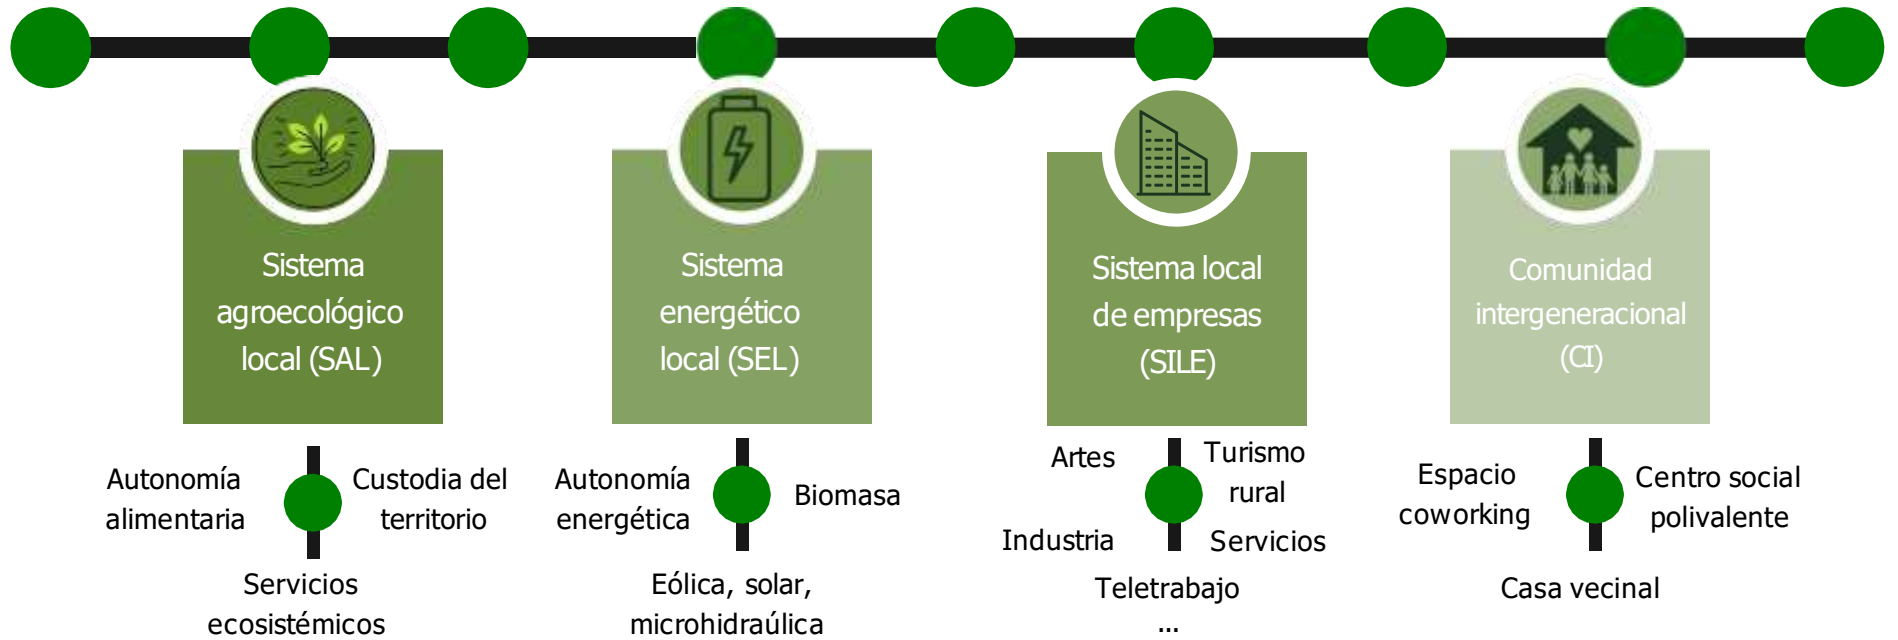 Sistema
agroecológico
local (SAL)
Autonomía
alimentaria
Custodia del
territorio
Servicios
ecosistémicos
Sistema
energético
local (SEL)
Autonomía
energética
Biomasa
Eólica, solar,
microhidraúlica
Sistema local
de empresas
(SILE)
Artes
Turismo
rural
Industria
Servicios
Teletrabajo
...
Comunidad
intergeneracional
(CI)
Espacio
coworking
Centro social
polivalente
Casa vecinal